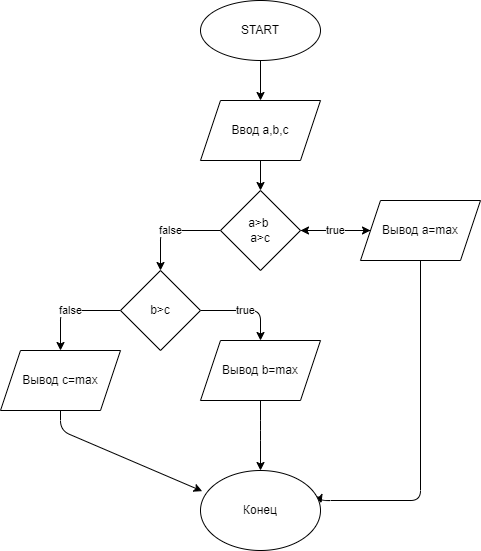 START
Ввод a,b,c
a>b
a>c
false
true
Вывод a=max
b>c
false
true
Вывод c=max
Вывод b=max
Конец